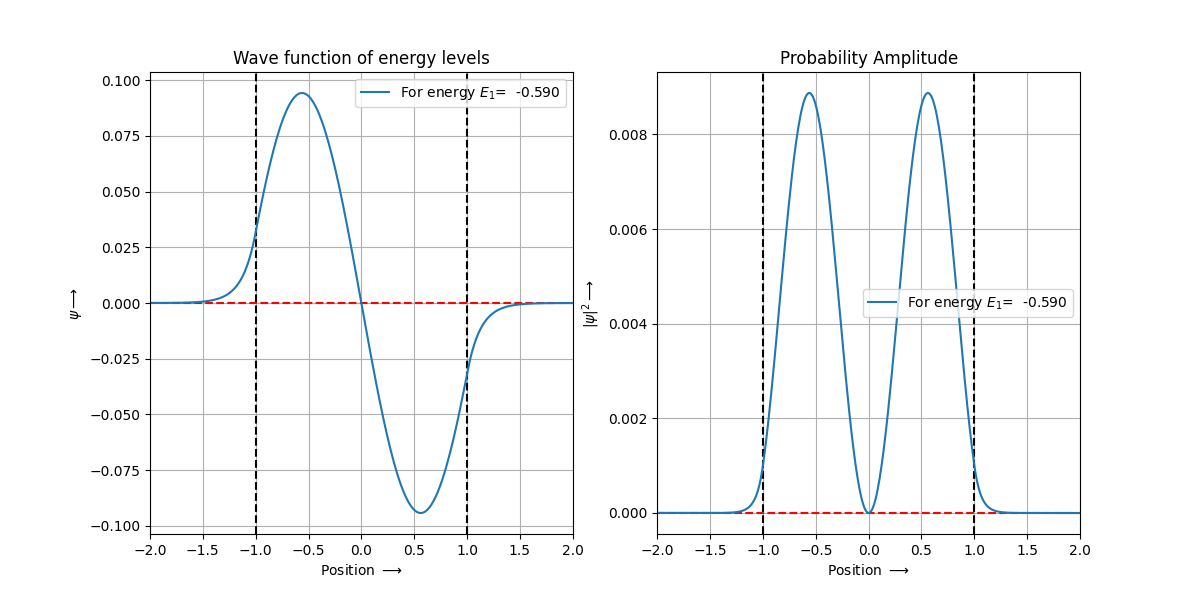 Wave function of energy levels
For energy E₁= -0.590
0.100
0.075
0.050
0.025
0.000
−0.025
−0.050
−0.075
−0.100
ψ⟶
−2.0 −1.5 −1.0 −0.5 0.0 0.5 1.0 1.5 2.0
Position ⟶
Probability Amplitude
For energy E₁= -0.590
0.008
0.006
0.004
0.002
0.000
|ψ|²⟶
−2.0 −1.5 −1.0 −0.5 0.0 0.5 1.0 1.5 2.0
Position ⟶